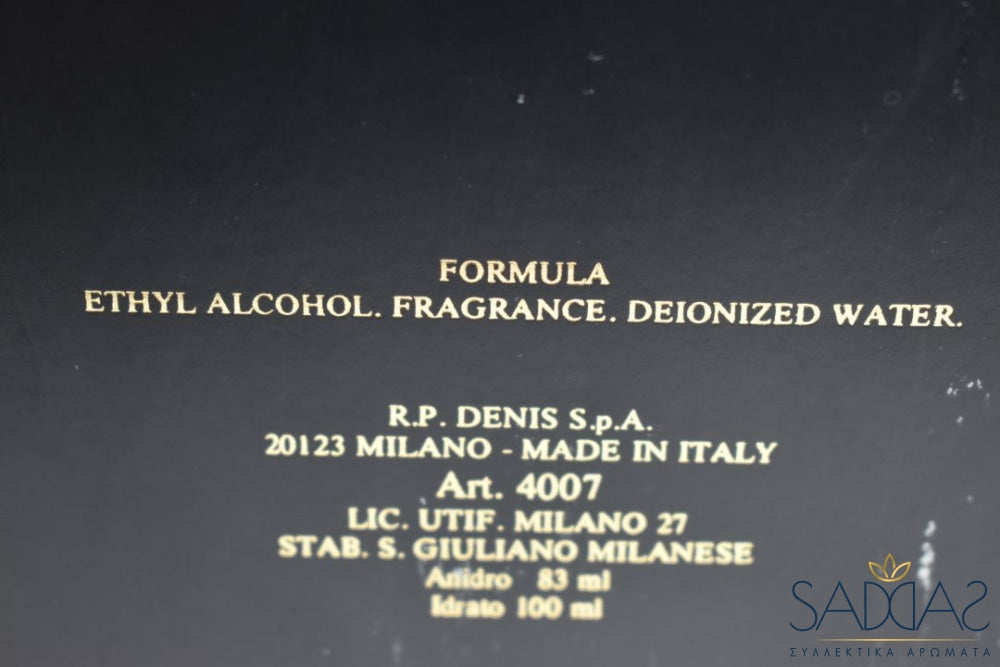 FORMULA
ETHYL ALCOHOL. FRAGRANCE. DEIONIZED WATER.
R.P. DENIS S.p.A.
20123 MILANO - MADE IN ITALY
Art. 4007
LIC. UTIF. MILANO 27
STAB. S. GIULIANO MILANESE
Anidro 83 ml
Idrato 100 ml
SADDAS
ΣΥΛΛΕΚΤΙΚΑ ΑΡΩΜΑΤΑ